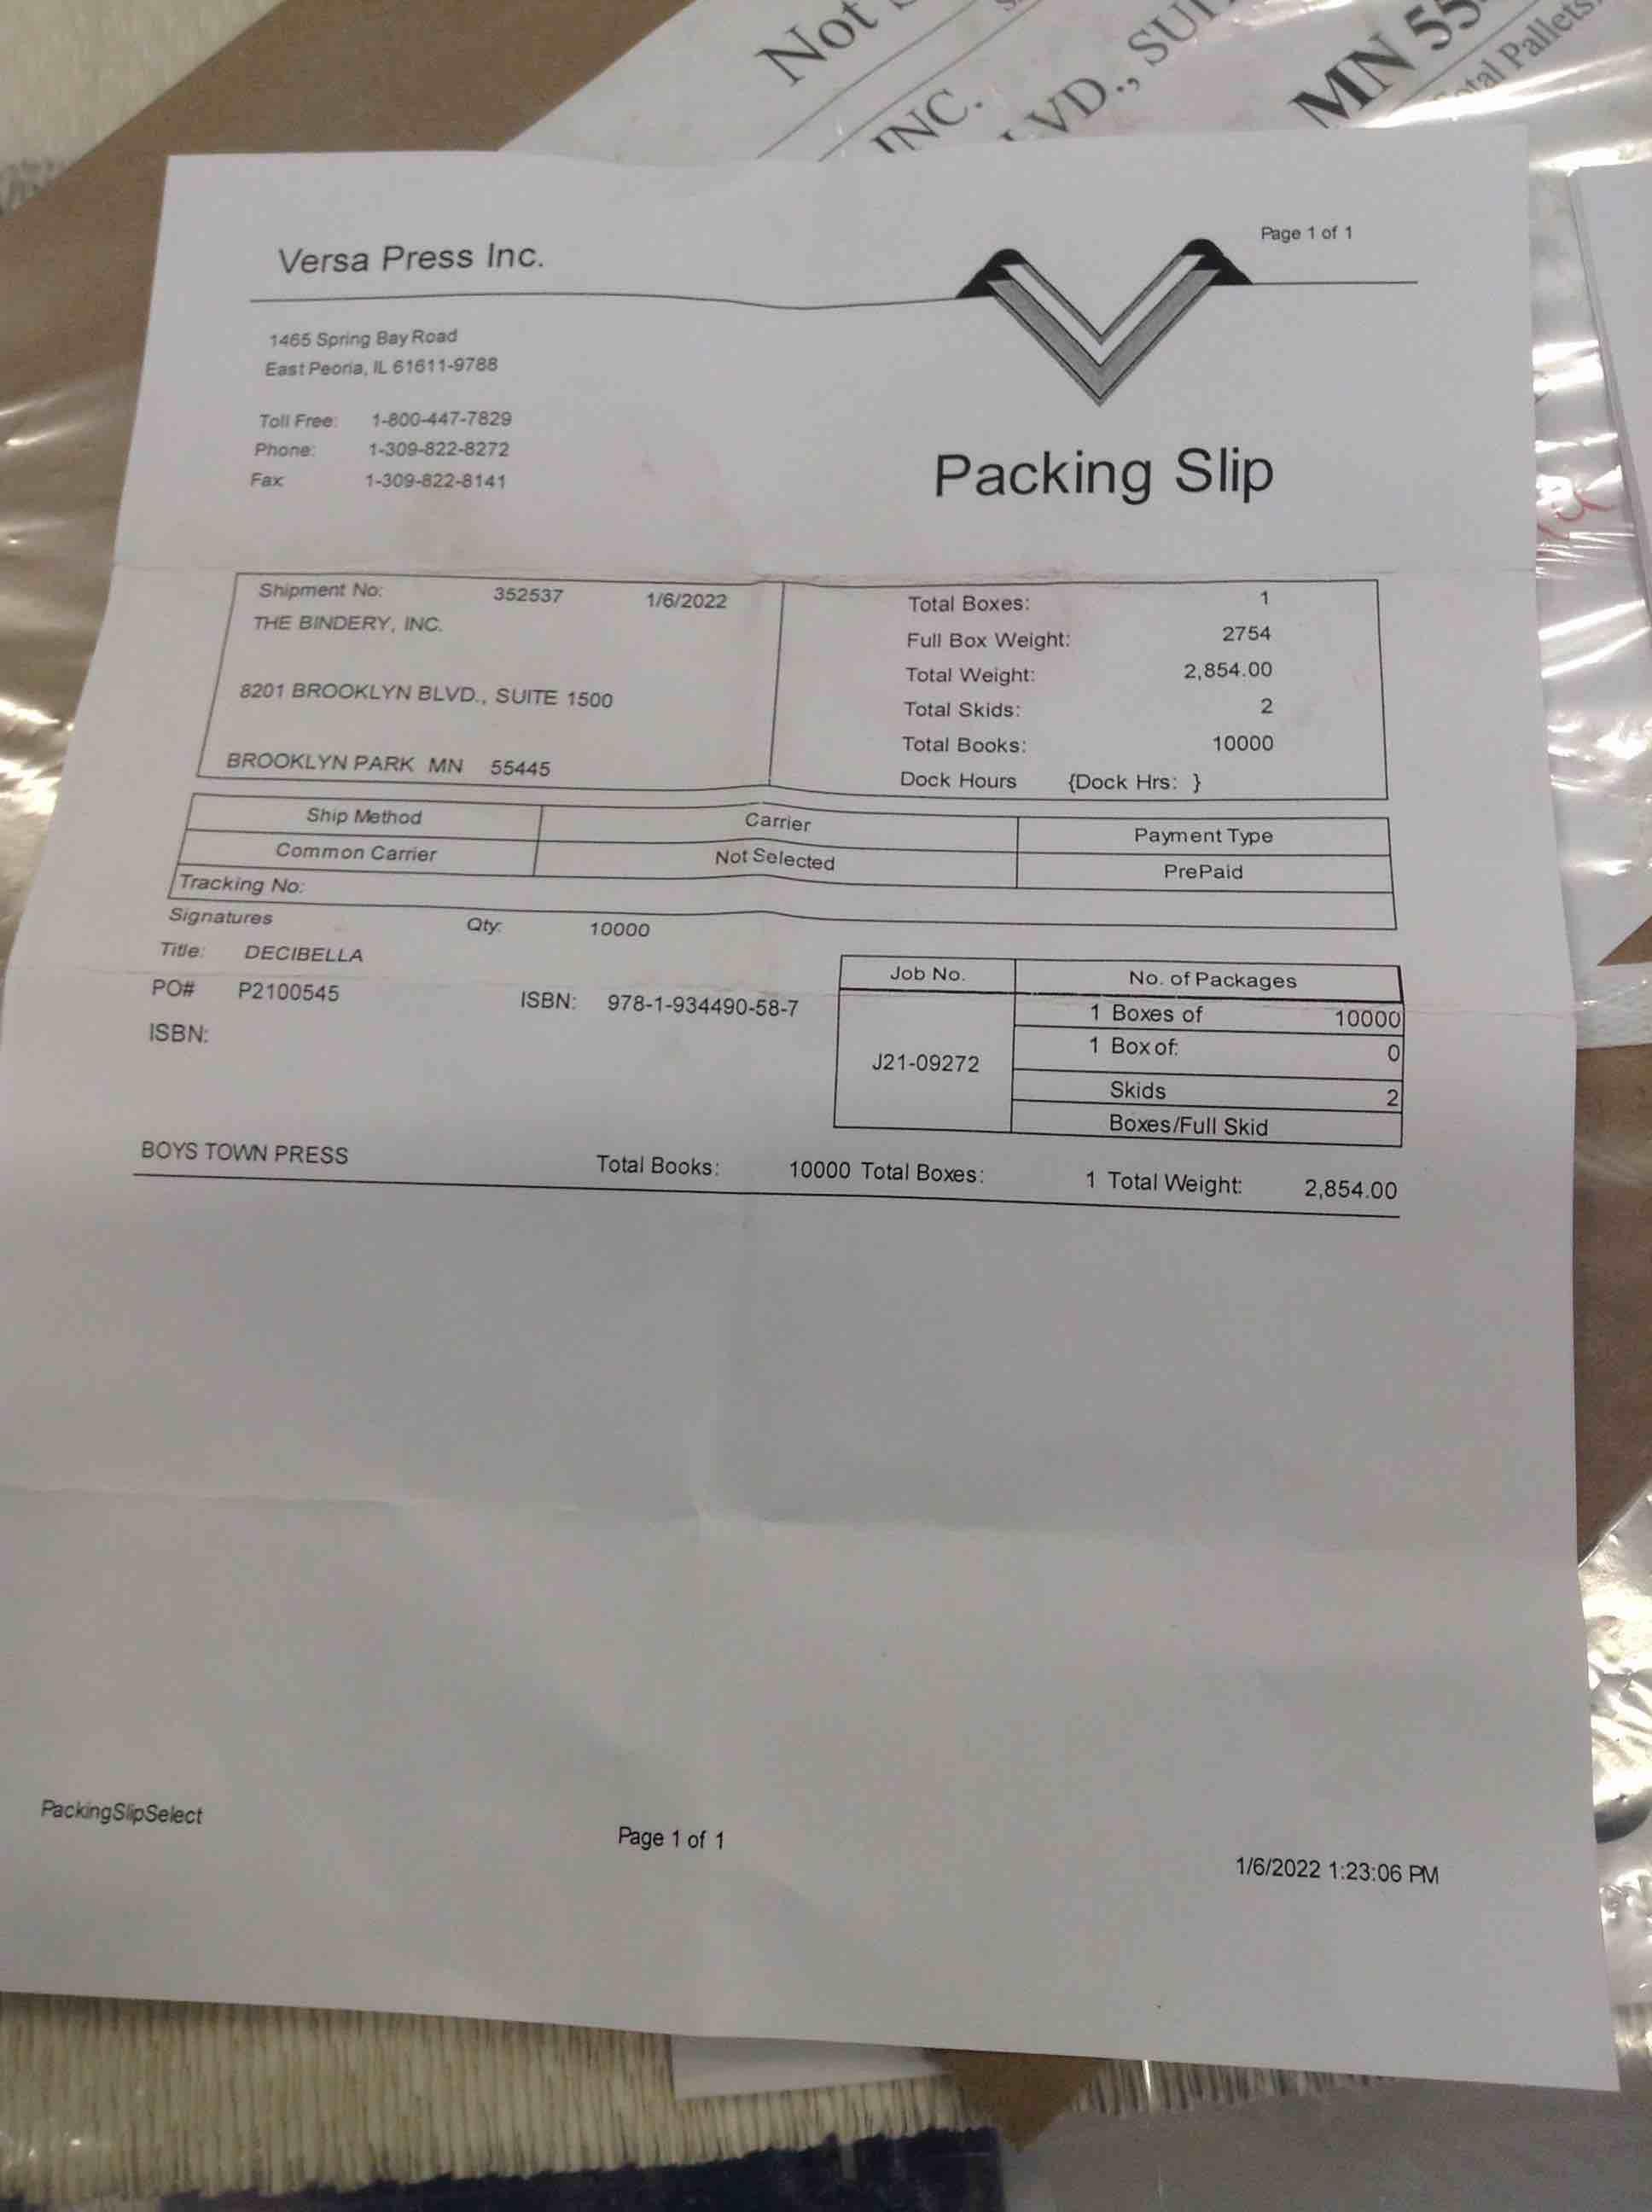 Not
INC.
LVD., SUI
MN 55
otal Pallets
Page 1 of 1
Versa Press Inc.
1465 Spring Bay Road
East Peoria, IL 61611-9788
Toll Free: 1-800-447-7829
Phone: 1-309-822-8272
Fax: 1-309-822-8141
Packing Slip
Shipment No: 352537 1/6/2022
THE BINDERY, INC.
8201 BROOKLYN BLVD., SUITE 1500
BROOKLYN PARK MN 55445
Total Boxes: 1
Full Box Weight: 2754
Total Weight: 2,854.00
Total Skids: 2
Total Books: 10000
Dock Hours {Dock Hrs: }
Ship Method Carrier Payment Type
Common Carrier Not Selected PrePaid
Tracking No:
Signatures Qty: 10000
Title: DECIBELLA
PO# P2100545 ISBN: 978-1-934490-58-7
ISBN:
Job No. No. of Packages
J21-09272
1 Boxes of 10000
1 Box of: 0
Skids 2
Boxes/Full Skid
BOYS TOWN PRESS Total Books: 10000 Total Boxes: 1 Total Weight: 2,854.00
PackingSlipSelect
Page 1 of 1
1/6/2022 1:23:06 PM